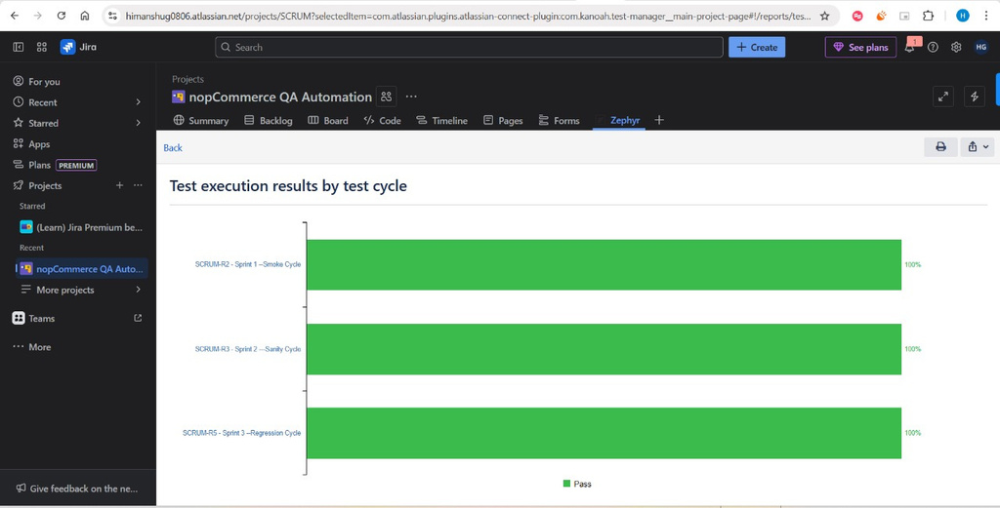 himanshug0806.atlassian.net/projects/SCRUM?selectedItem=com.atlassian.plugins.atlassian-connect-plugin:com.kanoah.test-manager__main-project-page#!/reports/tes...
H
Jira
Search
+ Create
See plans
1
HG
For you
Recent
Starred
Apps
Plans PREMIUM
Projects
Starred
(Learn) Jira Premium be...
Recent
nopCommerce QA Auto...
More projects
Teams
More
Give feedback on the ne...
Projects
nopCommerce QA Automation
Summary Backlog Board Code Timeline Pages Forms Zephyr
Back
Test execution results by test cycle
SCRUM-R2 - Sprint 1 –Smoke Cycle 100%
SCRUM-R3 - Sprint 2 —Sanity Cycle 100%
SCRUM-R5 - Sprint 3 –Regression Cycle 100%
Pass